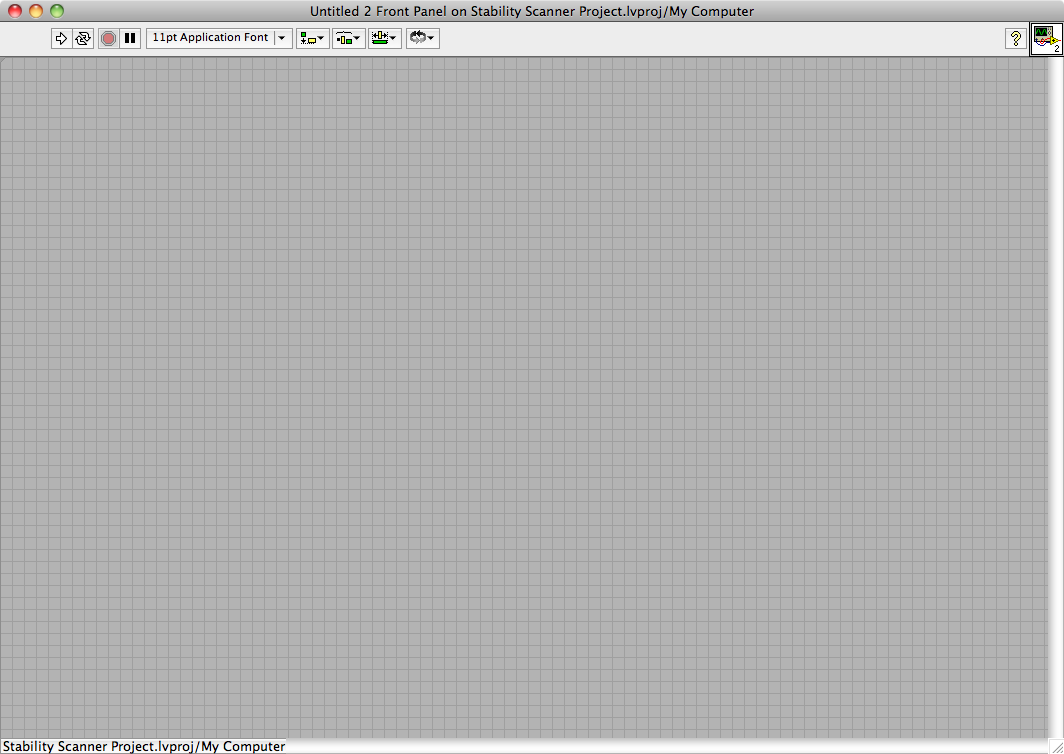 Untitled 2 Front Panel on Stability Scanner Project.lvproj/My Computer
11pt Application Font
?
2
Stability Scanner Project.lvproj/My Computer